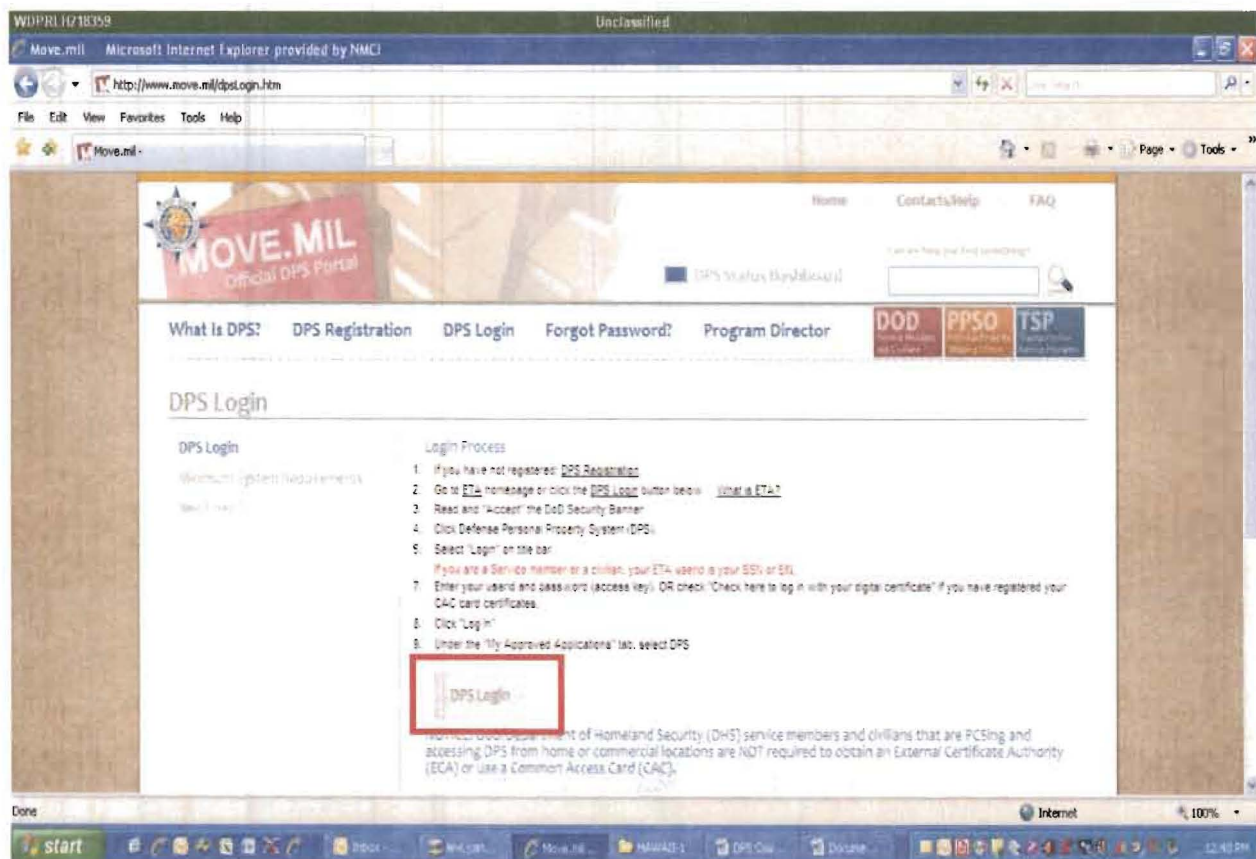 WDPRLH218359 Unclassified
Move.mil Microsoft Internet Explorer provided by NMCI
http://www.move.mil/dpsLogin.htm
File Edit View Favorites Tools Help
Move.mil -
Page Tools
Home Contacts/Help FAQ
MOVE.MIL
Official DPS Portal
DPS Status Dashboard
What Is DPS? DPS Registration DPS Login Forgot Password? Program Director DOD PPSO TSP
DPS Login
DPS Login
Minimum System Requirements
Login Process
1. If you have not registered: DPS Registration
2. Go to ETA homepage or click the DPS Login button below What is ETA?
3. Read and "Accept" the DoD Security Banner
4. Click Defense Personal Property System (DPS).
5. Select "Login" on the bar
If you are a Service member or a civilian, your ETA userid is your SSN or EIN.
7. Enter your userid and password (access key). OR check "Check here to log in with your digital certificate" if you have registered your
CAC card certificates.
8. Click "Log In"
9. Under the "My Approved Applications" tab, select DPS
DPS Login
of Homeland Security (DHS) service members and civilians that are PCSing and
accessing DPS from home or commercial locations are NOT required to obtain an External Certificate Authority
(ECA) or use a Common Access Card (CAC).
Done Internet 100%
start Inbox Move.mil HAWAII-1 DPS Docume 12:40 PM